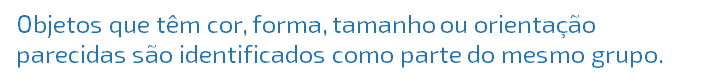 Objetos que têm cor, forma, tamanho ou orientação
parecidas são identificados como parte do mesmo grupo.